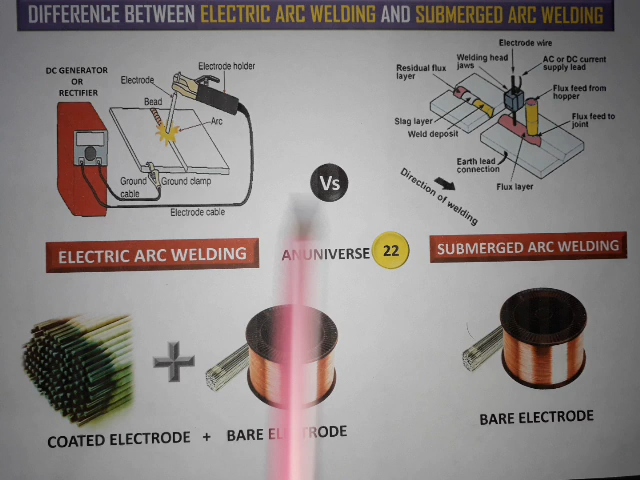 DIFFERENCE BETWEEN ELECTRIC ARC WELDING AND SUBMERGED ARC WELDING
DC GENERATOR
OR
RECTIFIER
Electrode
Electrode holder
Bead
Arc
Ground
cable
Ground clamp
Electrode cable
Electrode wire
Welding head
jaws
AC or DC current
supply lead
Residual flux
layer
Flux feed from
hopper
Flux feed to
joint
Slag layer
Weld deposit
Earth lead
connection
Flux layer
Direction of welding
Vs
ELECTRIC ARC WELDING
ANUNIVERSE 22
SUBMERGED ARC WELDING
COATED ELECTRODE + BARE EL TRODE
BARE ELECTRODE